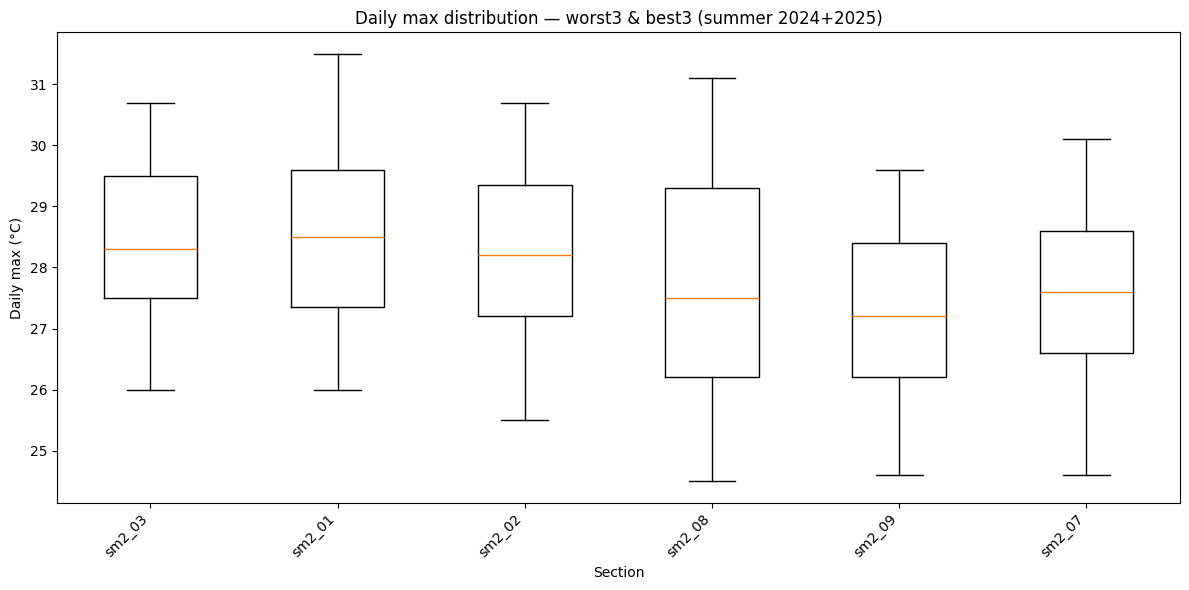 Daily max distribution — worst3 & best3 (summer 2024+2025)
Daily max (°C)
31
30
29
28
27
26
25
sm2_03
sm2_01
sm2_02
sm2_08
sm2_09
sm2_07
Section